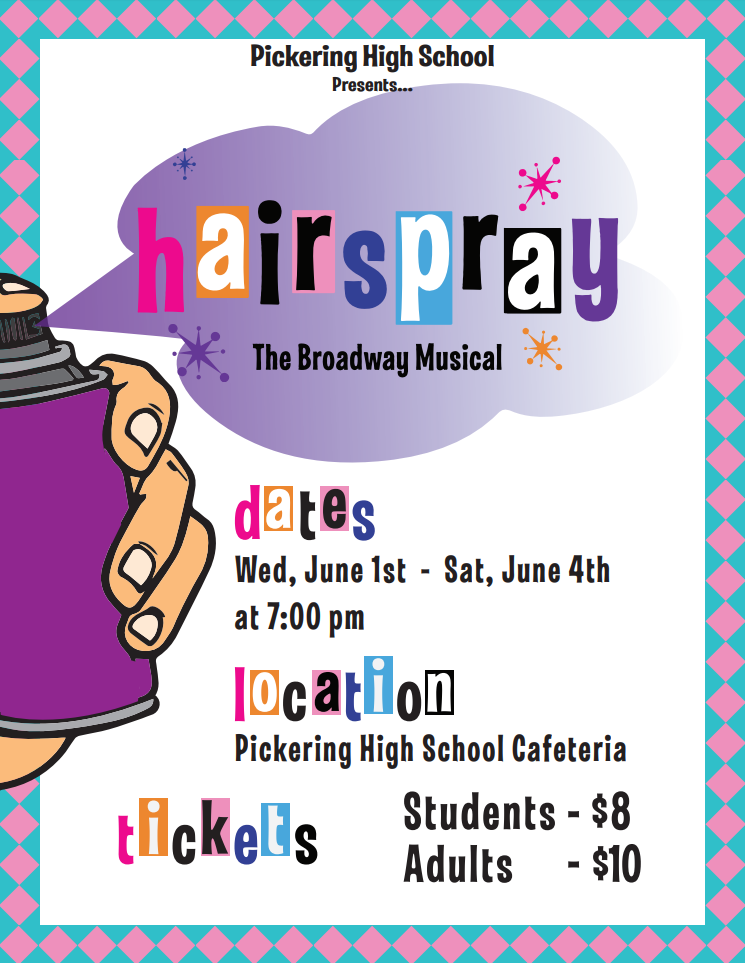 Pickering High School
Presents...
hairspray
The Broadway Musical
dates
Wed, June 1st - Sat, June 4th
at 7:00 pm
location
Pickering High School Cafeteria
tickets
Students - $8
Adults - $10